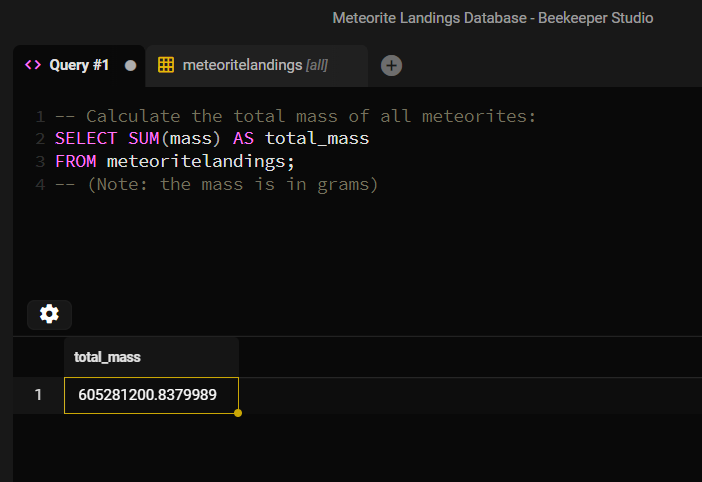 Meteorite Landings Database - Beekeeper Studio
<> Query #1 meteoritelandings [all]
1 -- Calculate the total mass of all meteorites:
2 SELECT SUM(mass) AS total_mass
3 FROM meteoritelandings;
4 -- (Note: the mass is in grams)
total_mass
1 605281200.8379989